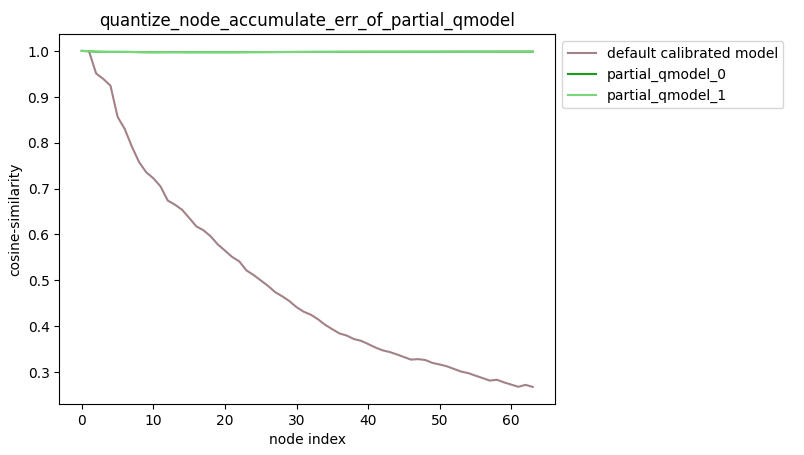 quantize_node_accumulate_err_of_partial_qmodel
1.0
0.9
0.8
0.7
0.6
0.5
0.4
0.3
cosine-similarity
0 10 20 30 40 50 60
node index
default calibrated model
partial_qmodel_0
partial_qmodel_1